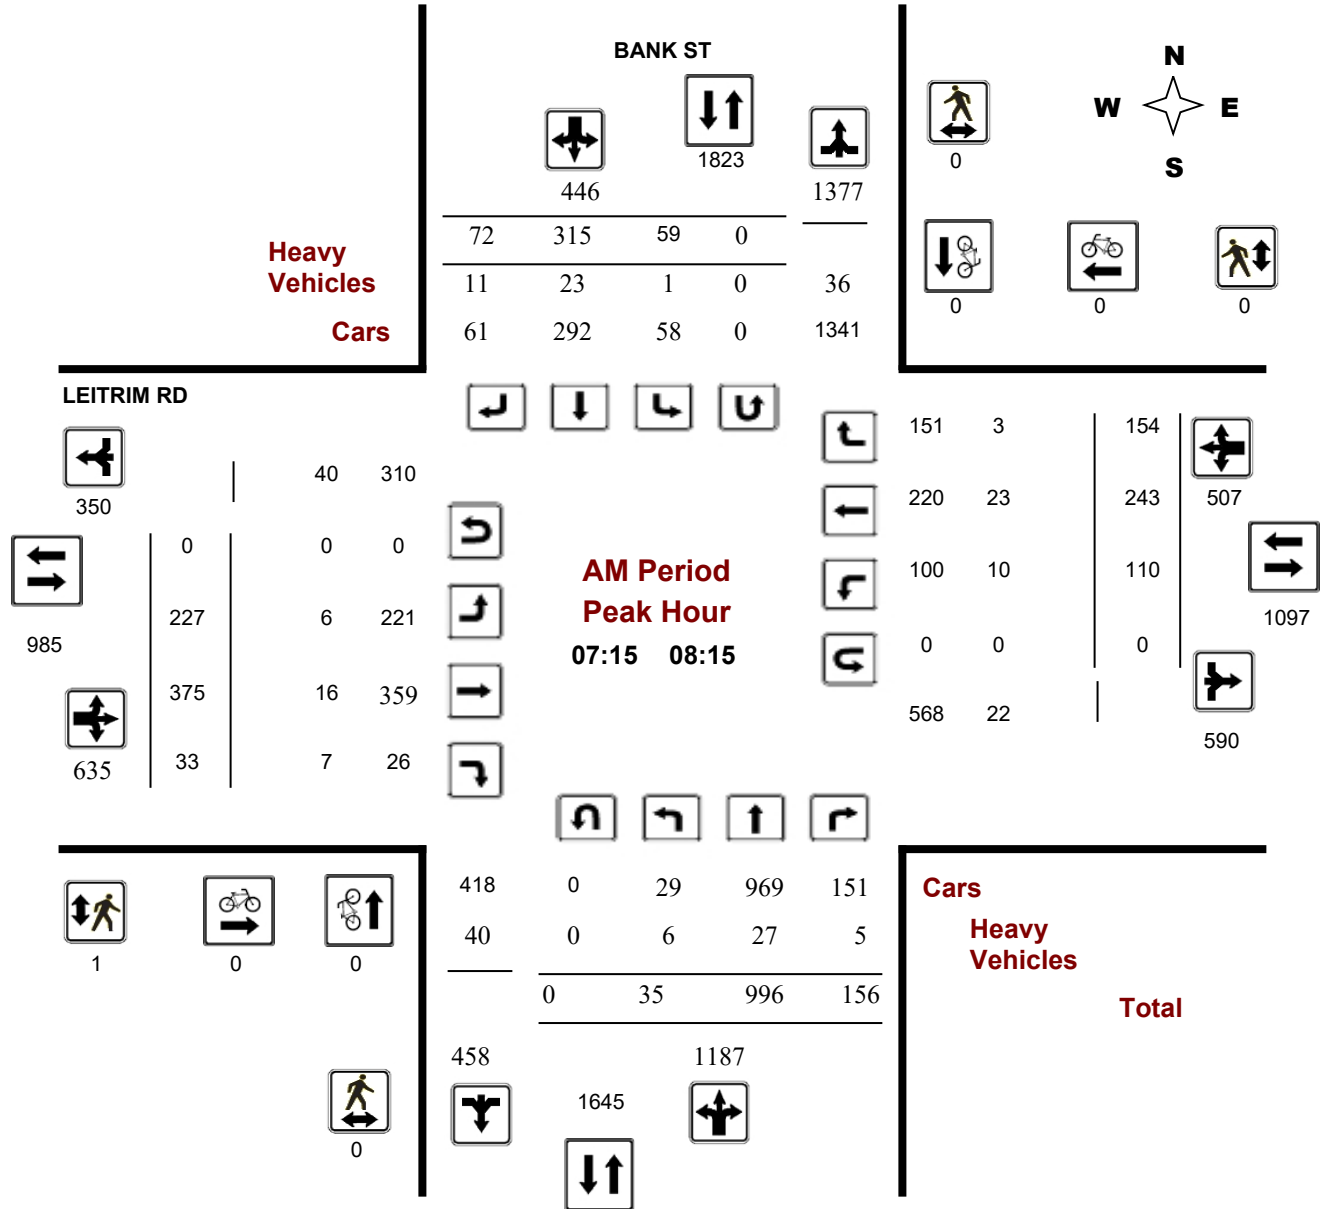 BANK ST
N
W E
S
1823
0
446 1377
72 315 59 0
Heavy
Vehicles
11 23 1 0 36
0 0 0
Cars
61 292 58 0 1341
LEITRIM RD
151 3 154
40 310
350
220 23 243 507
0 0 0
AM Period
100 10 110
Peak Hour
227 6 221
1097
985
07:15 08:15
0 0 0
375 16 359
568 22
590
635
33 7 26
418 0 29 969 151
Cars
40 0 6 27 5
Heavy
Vehicles
1 0 0
0 35 996 156
Total
458 1187
1645
0